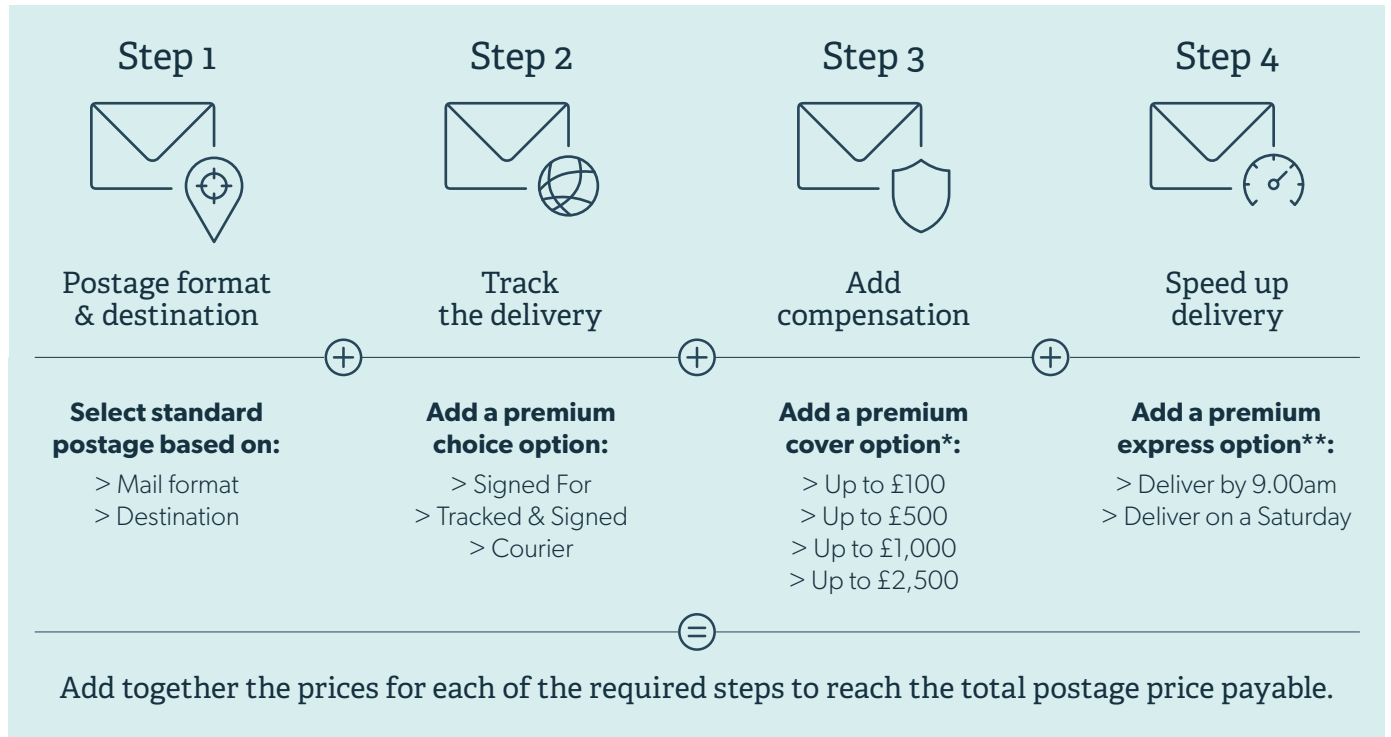 Step 1
Postage format
& destination
Select standard
postage based on:
> Mail format
> Destination
Step 2
Track
the delivery
Add a premium
choice option:
> Signed For
> Tracked & Signed
> Courier
Step 3
Add
compensation
Add a premium
cover option*:
> Up to £100
> Up to £500
> Up to £1,000
> Up to £2,500
Step 4
Speed up
delivery
Add a premium
express option**:
> Deliver by 9.00am
> Deliver on a Saturday
Add together the prices for each of the required steps to reach the total postage price payable.